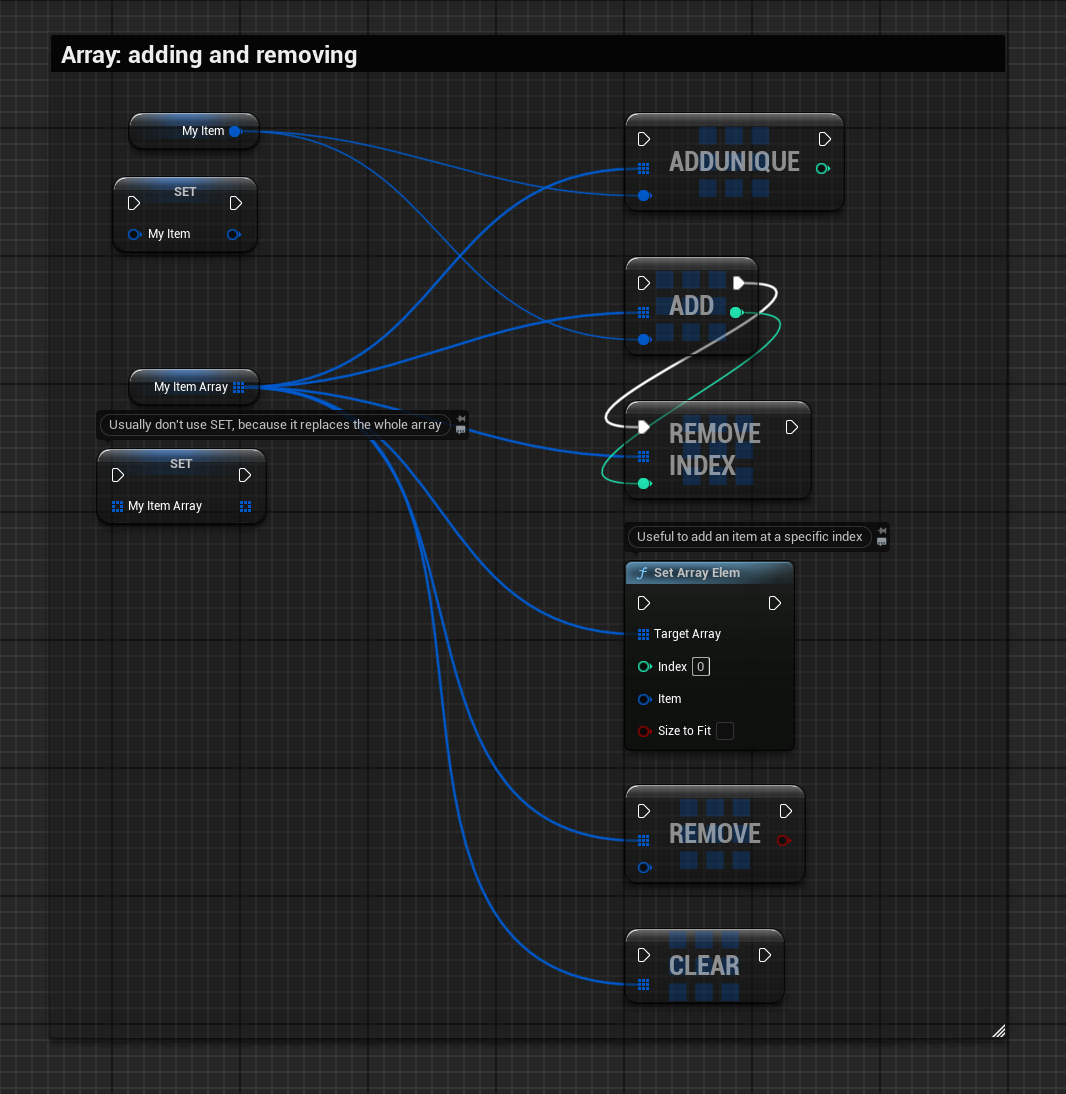 Array: adding and removing
My Item
SET
My Item
My Item Array
Usually don't use SET, because it replaces the whole array
SET
My Item Array
ADDUNIQUE
ADD
REMOVE
INDEX
Useful to add an item at a specific index
f Set Array Elem
Target Array
Index 0
Item
Size to Fit
REMOVE
CLEAR